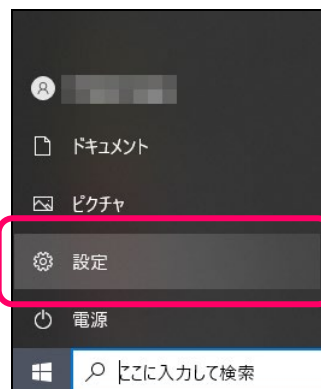 ドキュメント
ピクチャ
設定
電源
ここに入力して検索